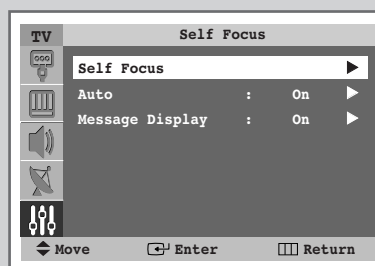 TV Self Focus
Self Focus
Auto : On
Message Display : On
Move Enter Return